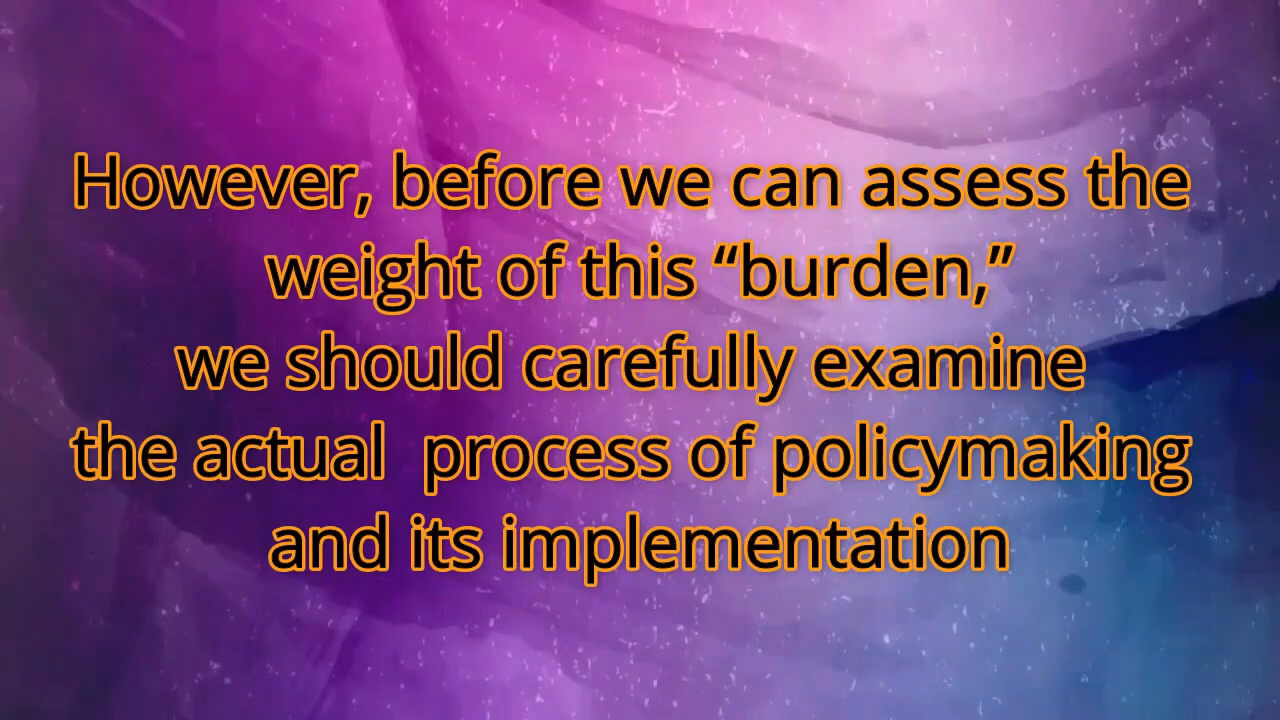 However, before we can assess the
weight of this “burden,”
we should carefully examine
the actual  process of policymaking
and its implementation